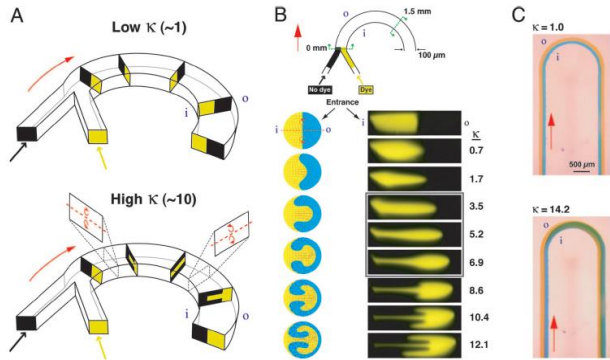 A
Low κ (~1)
o
i
High κ (~10)
o
i
B
1.5 mm
o
i
0 mm
100 µm
No dye
Dye
Entrance
i
o
i
o
κ
0.7
1.7
3.5
5.2
6.9
8.6
10.4
12.1
C
κ = 1.0
o
i
500 µm
κ = 14.2
o
i